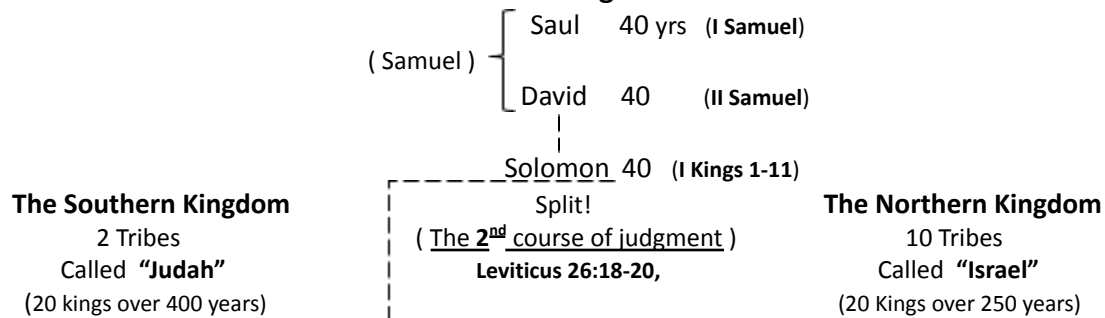 Saul 40 yrs (I Samuel)
( Samuel )
David 40 (II Samuel)
Solomon 40 (I Kings 1-11)
The Southern Kingdom
2 Tribes
Called “Judah”
(20 kings over 400 years)
Split!
( The 2nd course of judgment )
Leviticus 26:18-20,
The Northern Kingdom
10 Tribes
Called “Israel”
(20 Kings over 250 years)